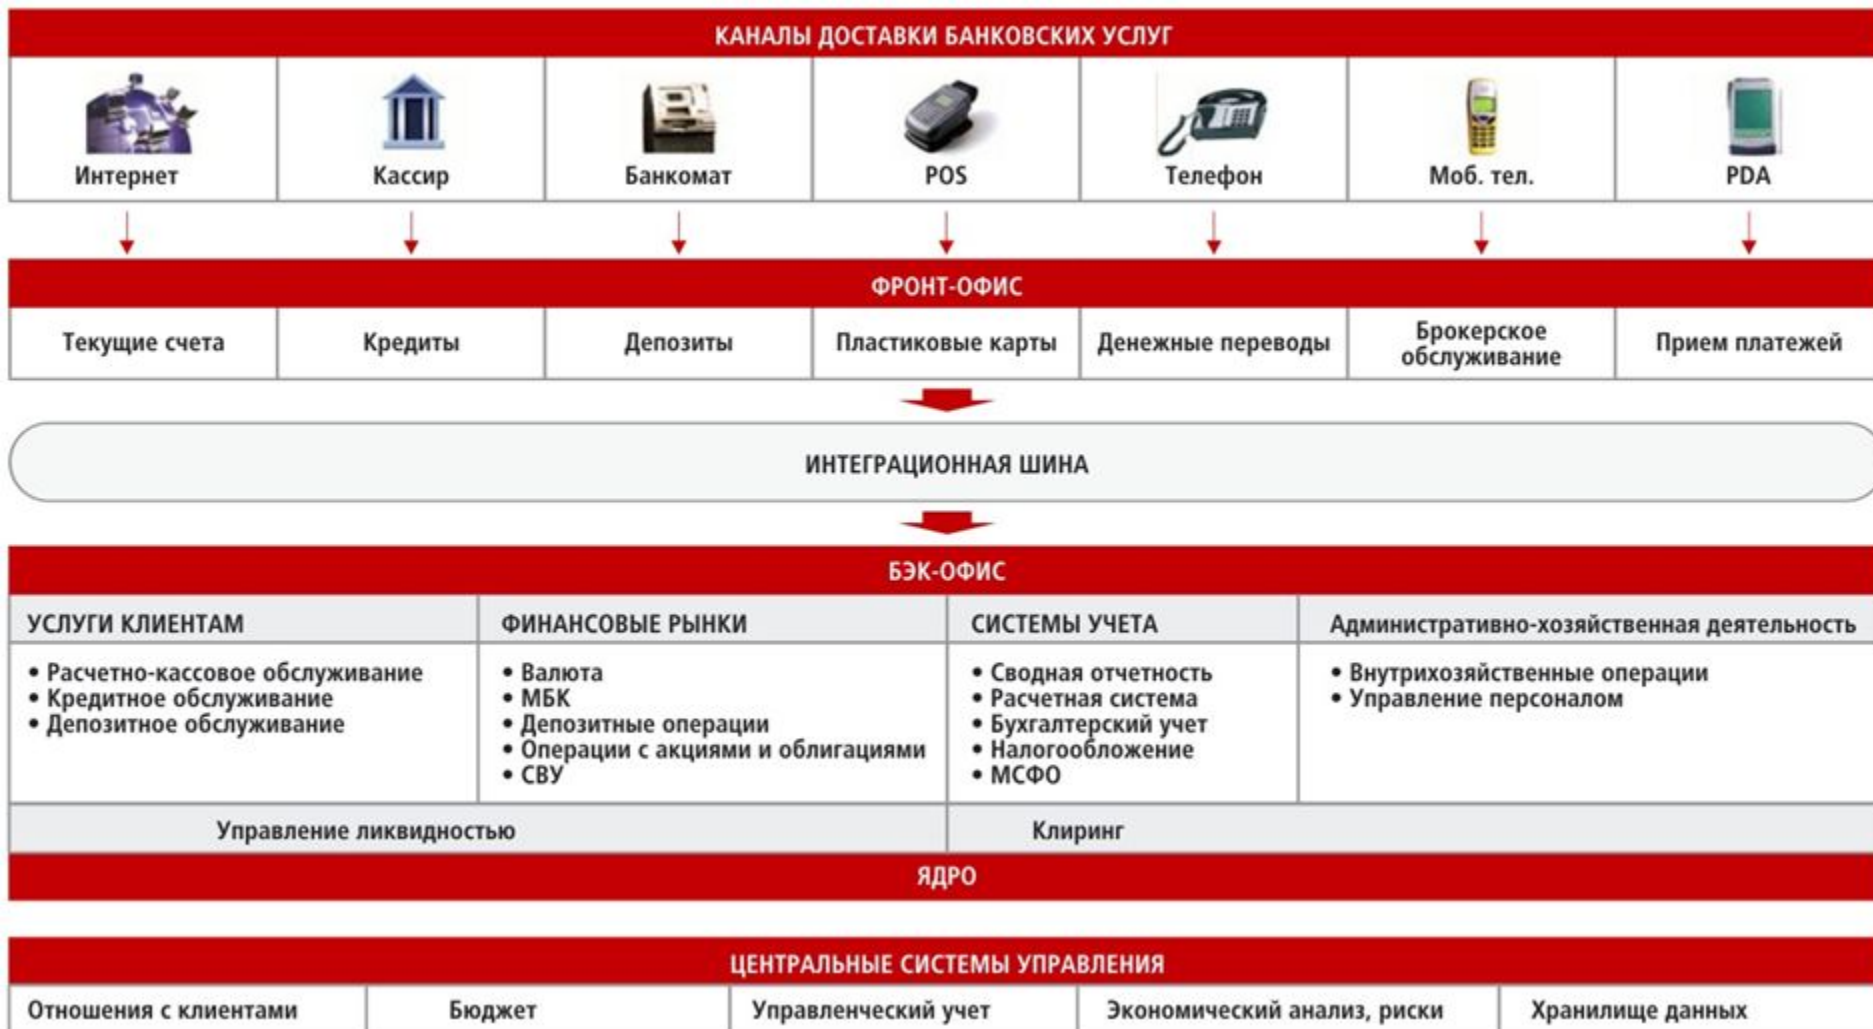 КАНАЛЫ ДОСТАВКИ БАНКОВСКИХ УСЛУГ
Интернет
Кассир
Банкомат
POS
Телефон
Моб. тел.
PDA
ФРОНТ-ОФИС
Текущие счета
Кредиты
Депозиты
Пластиковые карты
Денежные переводы
Брокерское
обслуживание
Прием платежей
ИНТЕГРАЦИОННАЯ ШИНА
БЭК-ОФИС
УСЛУГИ КЛИЕНТАМ
• Расчетно-кассовое обслуживание
• Кредитное обслуживание
• Депозитное обслуживание
ФИНАНСОВЫЕ РЫНКИ
• Валюта
• МБК
• Депозитные операции
• Операции с акциями и облигациями
• СВУ
СИСТЕМЫ УЧЕТА
• Сводная отчетность
• Расчетная система
• Бухгалтерский учет
• Налогообложение
• МСФО
Административно-хозяйственная деятельность
• Внутрихозяйственные операции
• Управление персоналом
Управление ликвидностью
Клиринг
ЯДРО
ЦЕНТРАЛЬНЫЕ СИСТЕМЫ УПРАВЛЕНИЯ
Отношения с клиентами
Бюджет
Управленческий учет
Экономический анализ, риски
Хранилище данных